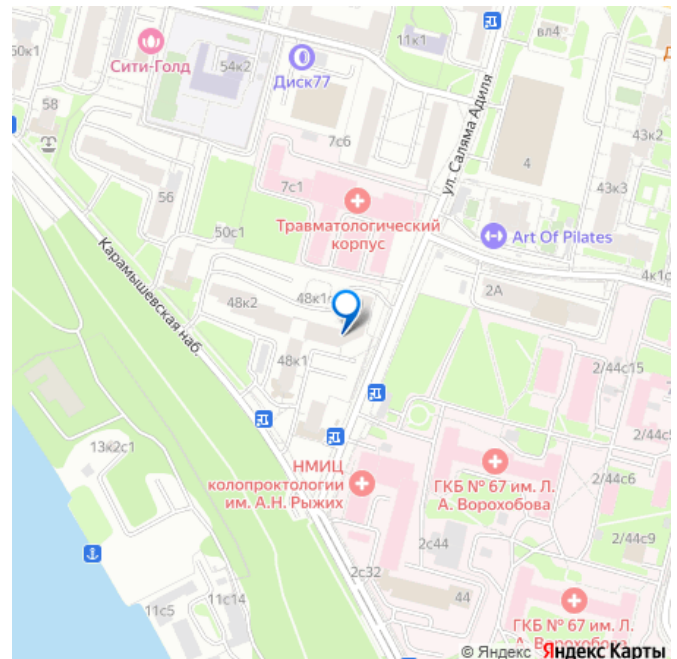 50к1
Сити-Голд
54к2
Диск77
11к1
вл4
58
7с6
ул. Саляма Адиля
4
43к2
43к3
56
7с1
Травматологический
корпус
50с1
Art Of Pilates
Карамышевская наб.
48к2
48к1с
2А
4к1с
48к1
2/44с15
13к2с1
НМИЦ
колопроктологии
им. А.Н. Рыжих
ГКБ № 67 им. Л.
А. Ворохобова
2/44с5
2/44с6
2с44
2/44с9
2с32
44
11с5
11с14
ГКБ № 67 им. Л.
А. Ворохобова
© Яндекс Яндекс Карты